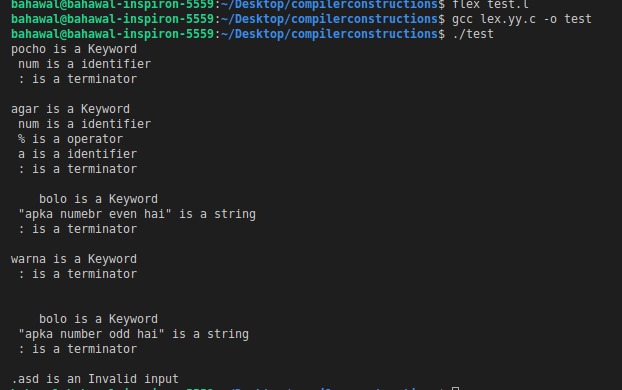 bahawal@bahawal-inspiron-5559:~/Desktop/compilerconstructions$ flex test.l
bahawal@bahawal-inspiron-5559:~/Desktop/compilerconstructions$ gcc lex.yy.c -o test
bahawal@bahawal-inspiron-5559:~/Desktop/compilerconstructions$ ./test
pocho is a Keyword
 num is a identifier
 : is a terminator
agar is a Keyword
 num is a identifier
 % is a operator
 a is a identifier
 : is a terminator
    bolo is a Keyword
 "apka numebr even hai" is a string
 : is a terminator
warna is a Keyword
 : is a terminator
    bolo is a Keyword
 "apka number odd hai" is a string
 : is a terminator
.asd is an Invalid input